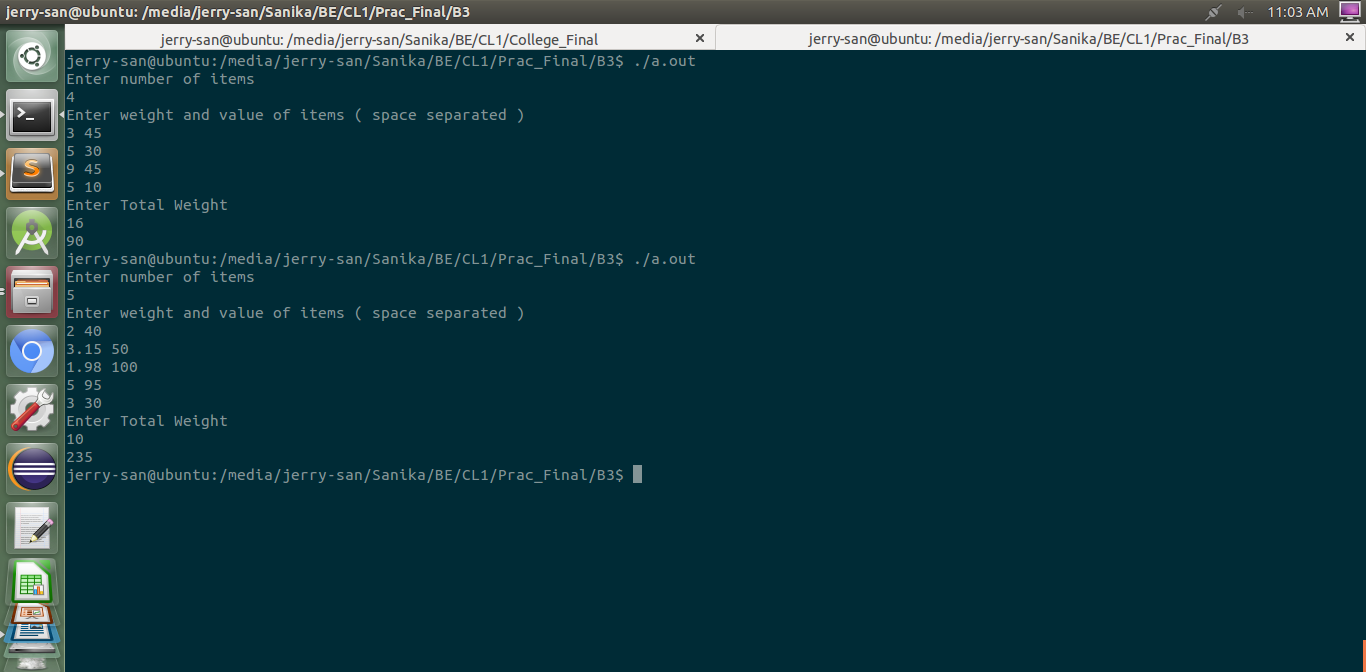 jerry-san@ubuntu: /media/jerry-san/Sanika/BE/CL1/Prac_Final/B3
11:03 AM
jerry-san@ubuntu: /media/jerry-san/Sanika/BE/CL1/College_Final
jerry-san@ubuntu: /media/jerry-san/Sanika/BE/CL1/Prac_Final/B3
jerry-san@ubuntu:/media/jerry-san/Sanika/BE/CL1/Prac_Final/B3$ ./a.out
Enter number of items
4
Enter weight and value of items ( space separated )
3 45
5 30
9 45
5 10
Enter Total Weight
16
90
jerry-san@ubuntu:/media/jerry-san/Sanika/BE/CL1/Prac_Final/B3$ ./a.out
Enter number of items
5
Enter weight and value of items ( space separated )
2 40
3.15 50
1.98 100
5 95
3 30
Enter Total Weight
10
235
jerry-san@ubuntu:/media/jerry-san/Sanika/BE/CL1/Prac_Final/B3$